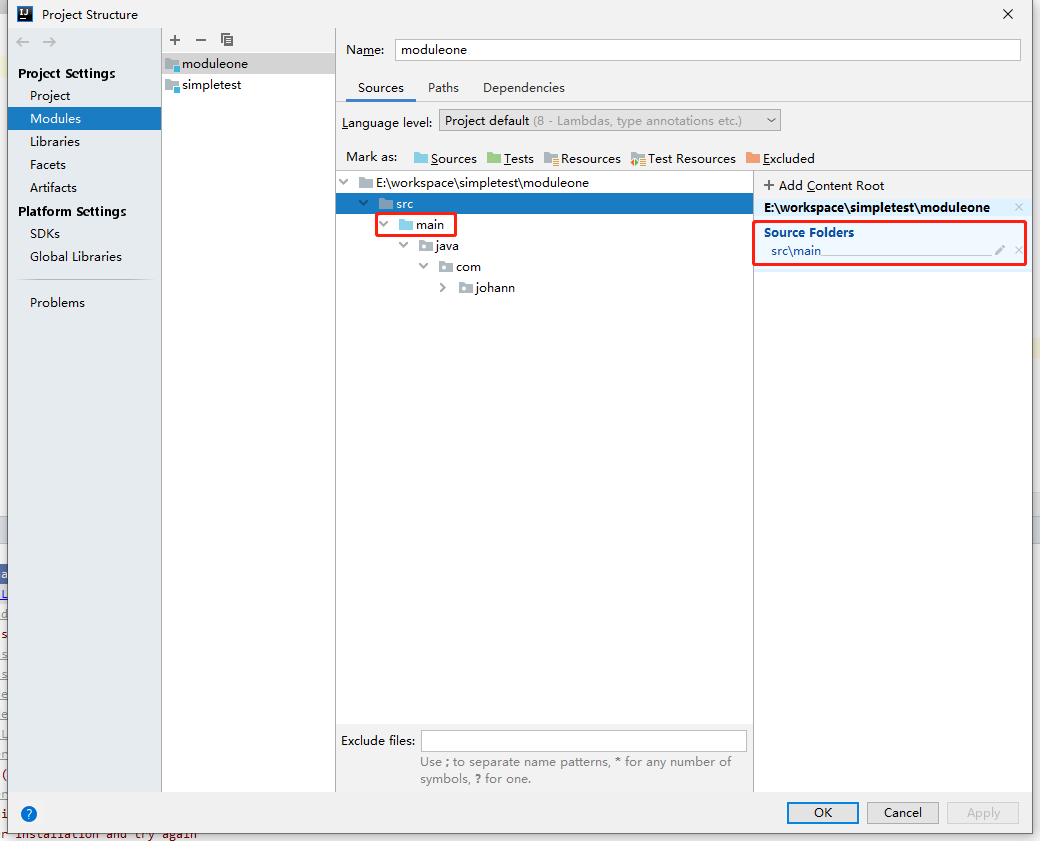 Project Structure
Project Settings
Project
Modules
Libraries
Facets
Artifacts
Platform Settings
SDKs
Global Libraries
Problems
moduleone
simpletest
Name: moduleone
Sources Paths Dependencies
Language level: Project default (8 - Lambdas, type annotations etc.)
Mark as: Sources Tests Resources Test Resources Excluded
E:\workspace\simpletest\moduleone
src
main
java
com
johann
+ Add Content Root
E:\workspace\simpletest\moduleone
Source Folders
src\main
Exclude files:
Use ; to separate name patterns, * for any number of
symbols, ? for one.
?
OK Cancel Apply
r installation and try again